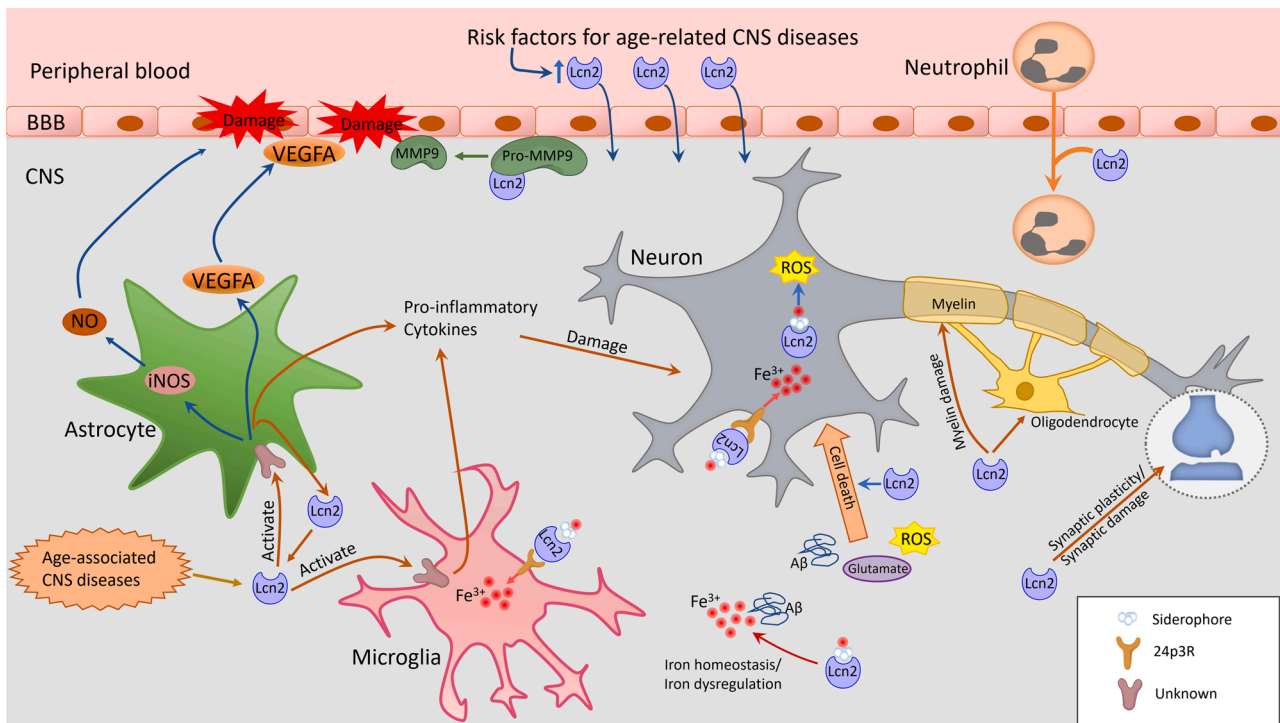 Risk factors for age-related CNS diseases
Peripheral blood
Lcn2
Lcn2
Lcn2
Neutrophil
BBB
Damage
Damage
VEGFA
MMP9
Pro-MMP9
Lcn2
Lcn2
CNS
Neuron
ROS
VEGFA
Pro-inflammatory
Cytokines
Damage
Myelin
NO
Lcn2
iNOS
Fe3+
Astrocyte
Lcn2
Myelin damage
Oligodendrocyte
Cell death
Lcn2
Lcn2
Lcn2
Synaptic plasticity/
Synaptic damage
Activate
Activate
Age-associated
CNS diseases
Lcn2
Lcn2
Fe3+
Aβ
ROS
Glutamate
Lcn2
Fe3+
Aβ
Microglia
Iron homeostasis/
Iron dysregulation
Lcn2
Siderophore
24p3R
Unknown